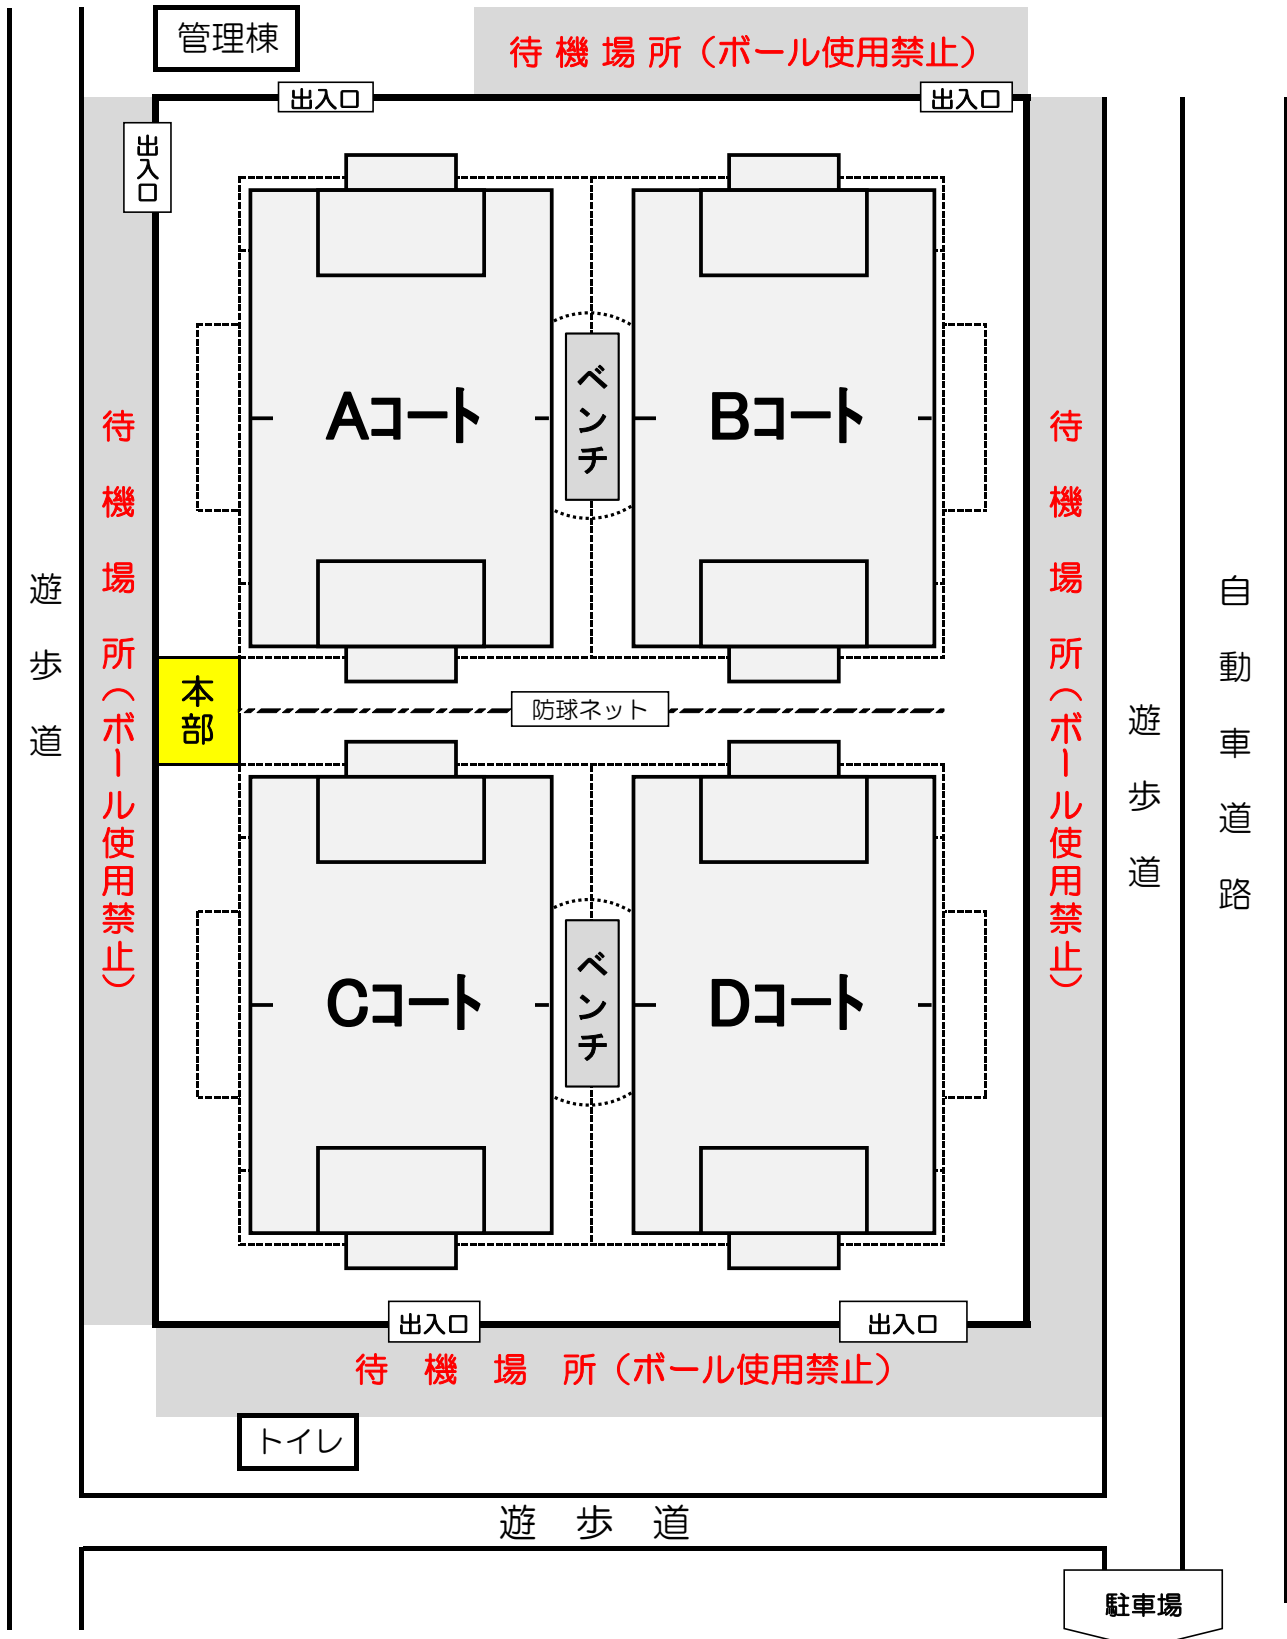 管理棟
待 機 場 所（ボール使用禁止）
出入口
出入口
出入口
Aコート
ベンチ
Bコート
待　機　場　所（ボール使用禁止）
待　機　場　所（ボール使用禁止）
遊　歩　道
自　動　車　道　路
本部
防球ネット
遊　歩　道
Cコート
ベンチ
Dコート
出入口
出入口
待　機　場　所（ボール使用禁止）
トイレ
遊　歩　道
駐車場